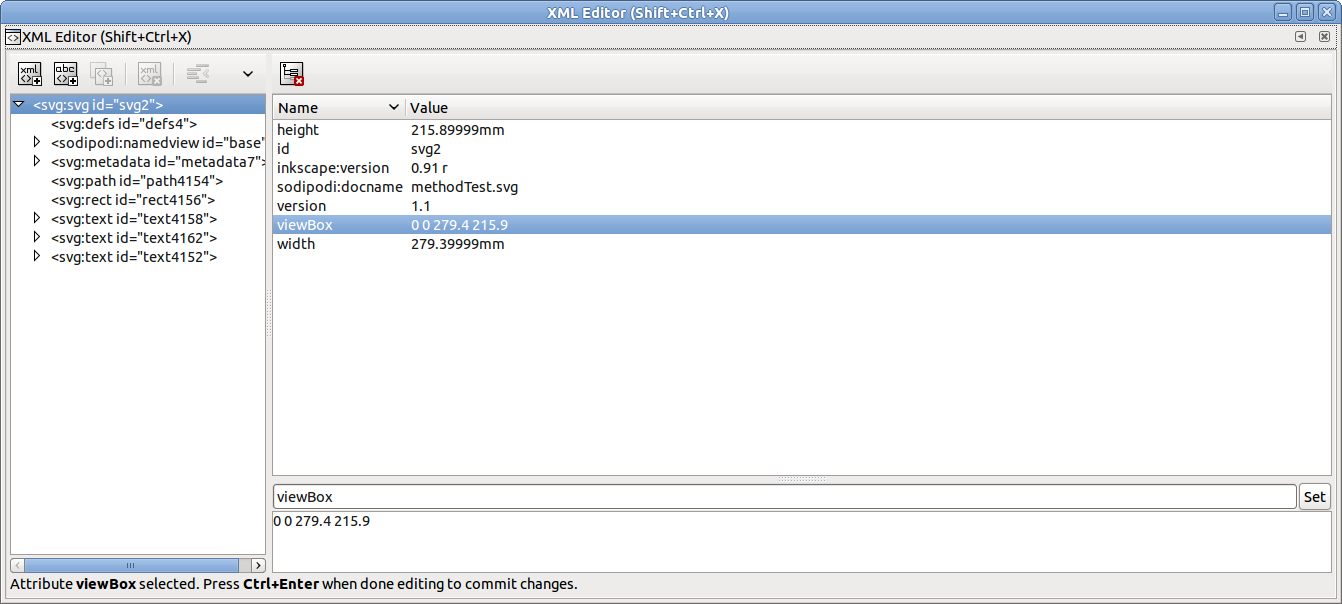 XML Editor (Shift+Ctrl+X)
XML Editor (Shift+Ctrl+X)
xml abc xml
<svg:svg id="svg2">
<svg:defs id="defs4">
<sodipodi:namedview id="base"
<svg:metadata id="metadata7">
<svg:path id="path4154">
<svg:rect id="rect4156">
<svg:text id="text4158">
<svg:text id="text4162">
<svg:text id="text4152">
Name Value
height 215.89999mm
id svg2
inkscape:version 0.91 r
sodipodi:docname methodTest.svg
version 1.1
viewBox 0 0 279.4 215.9
width 279.39999mm
viewBox Set
0 0 279.4 215.9
Attribute viewBox selected. Press Ctrl+Enter when done editing to commit changes.